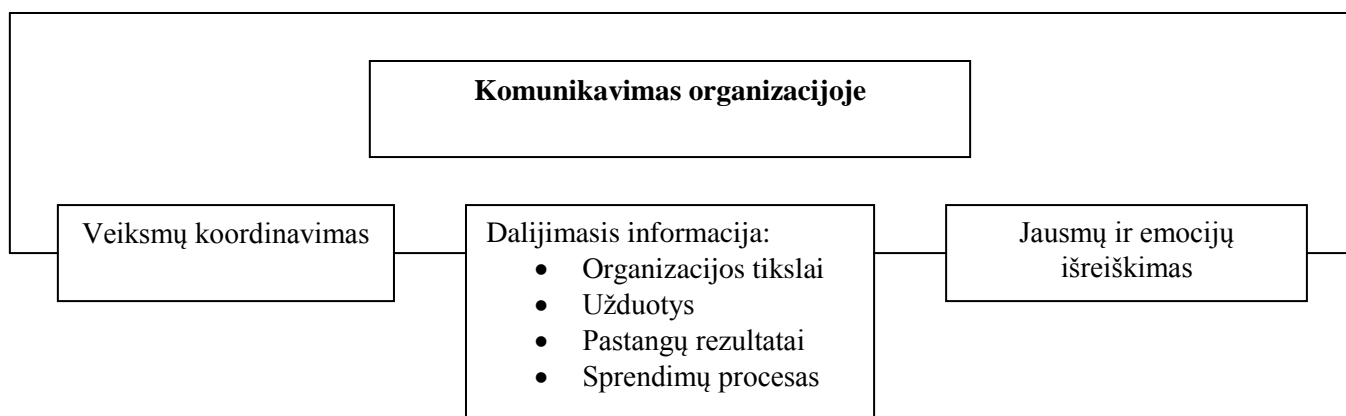 Komunikavimas organizacijoje
Veiksmų koordinavimas
Dalijimasis informacija:
• Organizacijos tikslai
• Užduotys
• Pastangų rezultatai
• Sprendimų procesas
Jausmų ir emocijų
išreiškimas